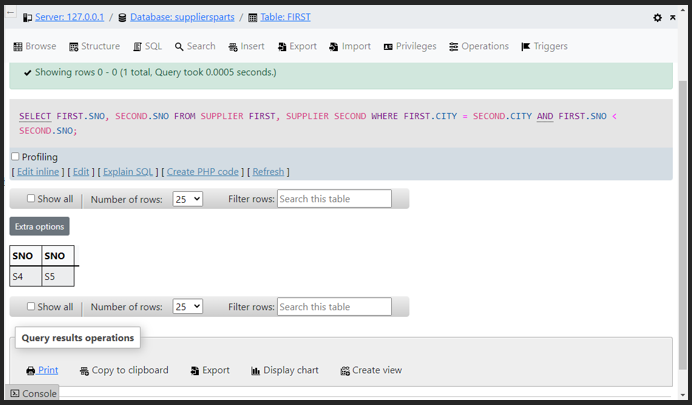 Server: 127.0.0.1 / Database: suppliersparts / Table: FIRST
Browse Structure SQL Search Insert Export Import Privileges Operations Triggers
Showing rows 0 - 0 (1 total, Query took 0.0005 seconds.)
SELECT FIRST.SNO, SECOND.SNO FROM SUPPLIER FIRST, SUPPLIER SECOND WHERE FIRST.CITY = SECOND.CITY AND FIRST.SNO <
SECOND.SNO;
Profiling
[ Edit inline ] [ Edit ] [ Explain SQL ] [ Create PHP code ] [ Refresh ]
Show all Number of rows: 25 Filter rows: Search this table
Extra options
SNO SNO
S4 S5
Show all Number of rows: 25 Filter rows: Search this table
Query results operations
Print Copy to clipboard Export Display chart Create view
Console